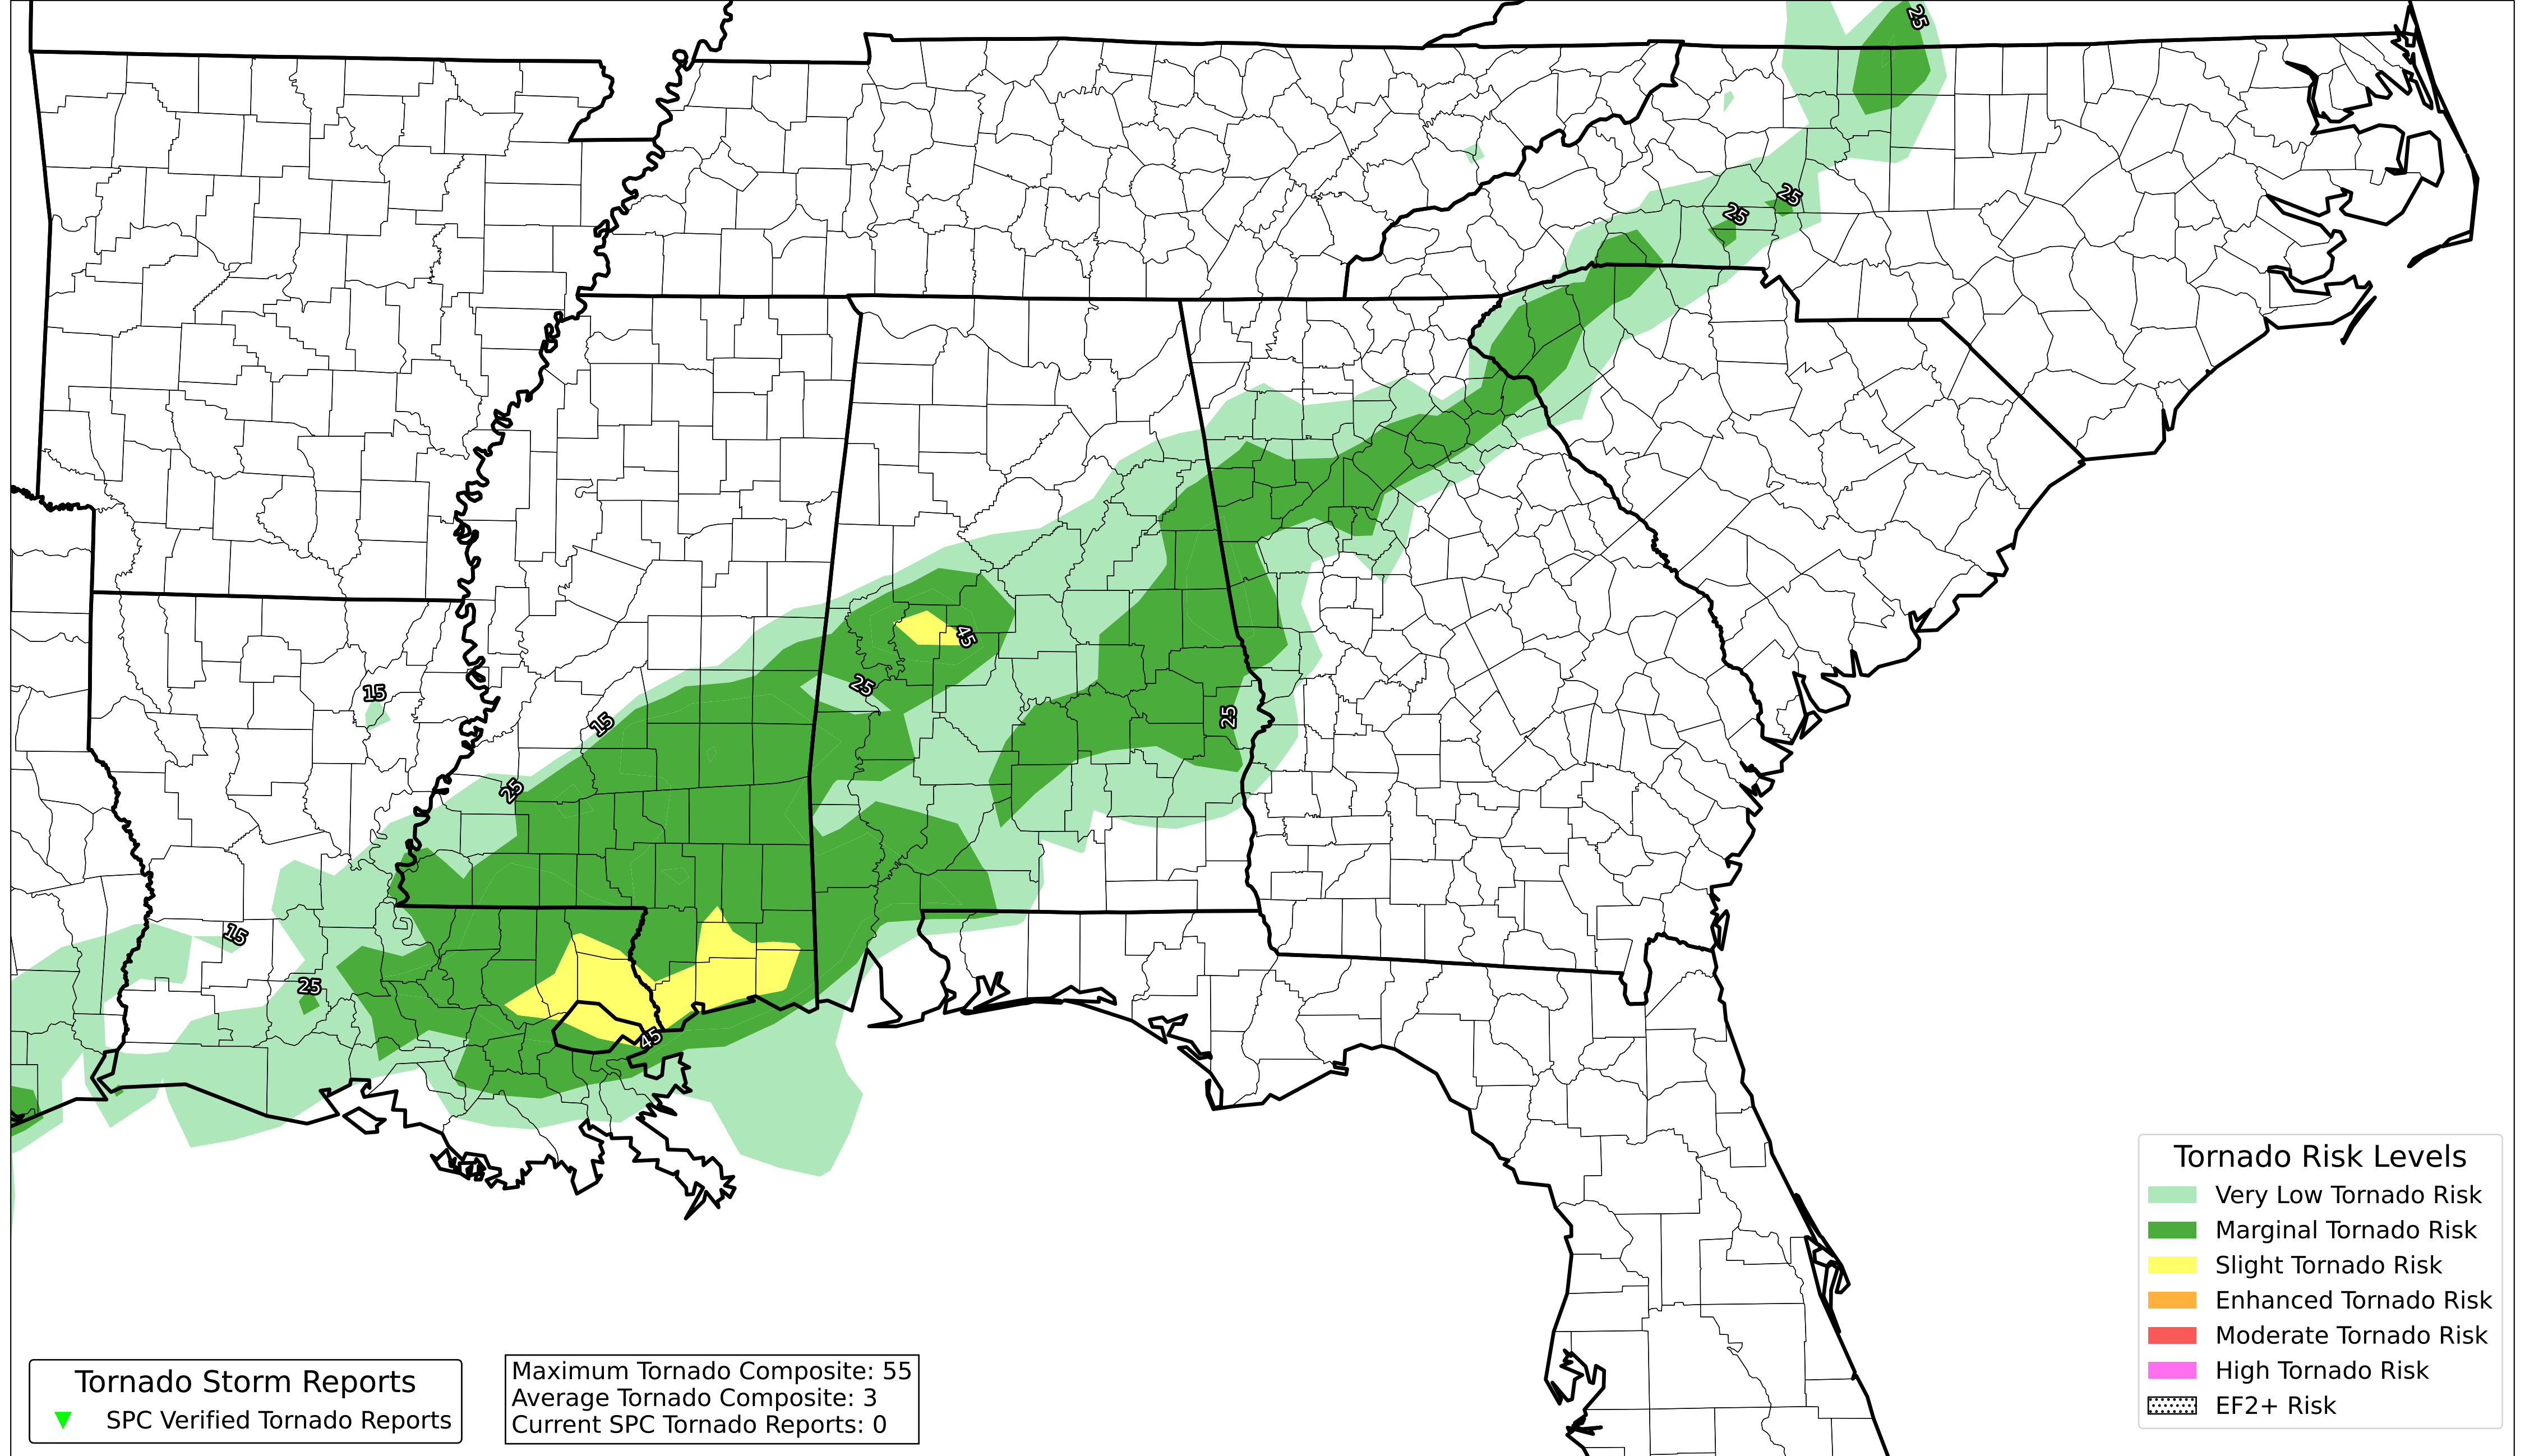 25
25
25
45
25
15
15
25
25
15
25
45
Tornado Risk Levels
Very Low Tornado Risk
Marginal Tornado Risk
Slight Tornado Risk
Enhanced Tornado Risk
Moderate Tornado Risk
High Tornado Risk
EF2+ Risk
Tornado Storm Reports
SPC Verified Tornado Reports
Maximum Tornado Composite: 55
Average Tornado Composite: 3
Current SPC Tornado Reports: 0